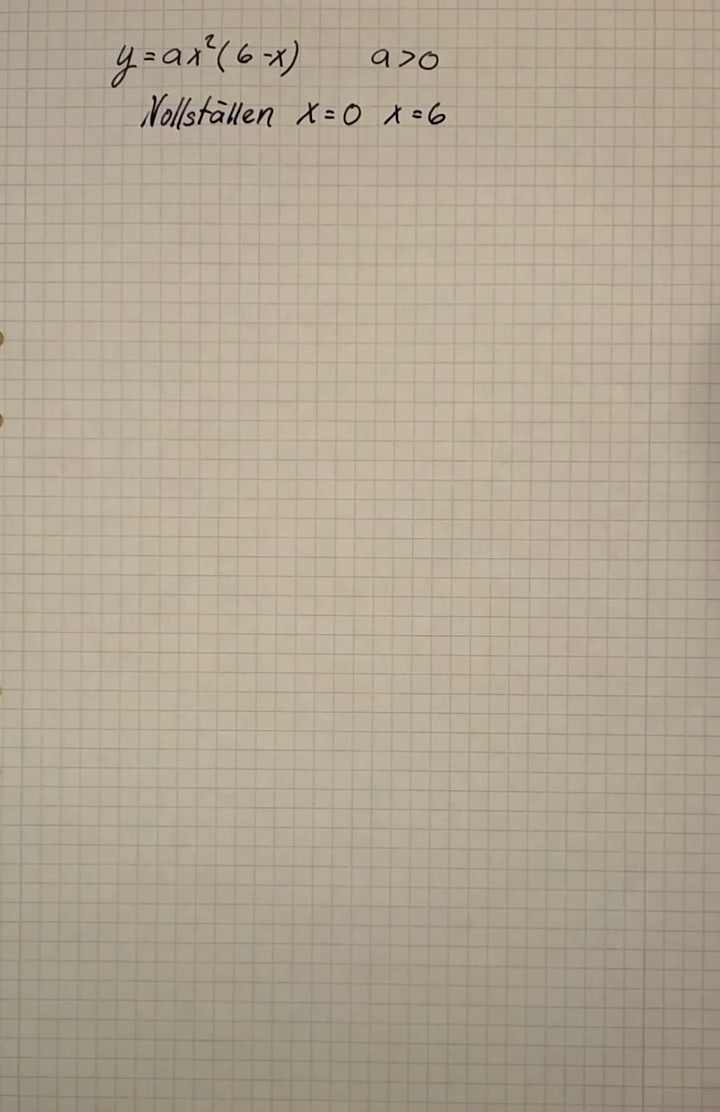 y = ax²(6-x) a>0
Nollställen x=0 x=6